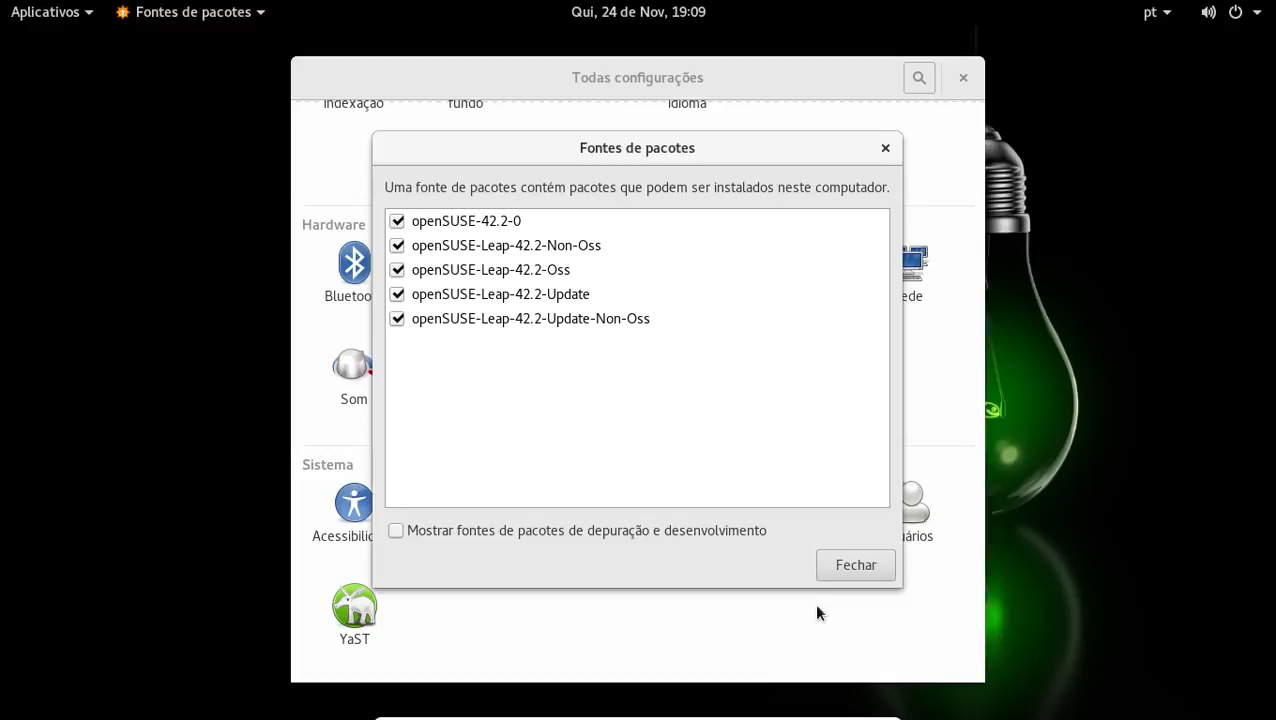 Aplicativos
Fontes de pacotes
Qui, 24 de Nov, 19:09
pt
Todas configurações
indexação
fundo
idioma
Fontes de pacotes
Uma fonte de pacotes contém pacotes que podem ser instalados neste computador.
openSUSE-42.2-0
openSUSE-Leap-42.2-Non-Oss
openSUSE-Leap-42.2-Oss
openSUSE-Leap-42.2-Update
openSUSE-Leap-42.2-Update-Non-Oss
Mostrar fontes de pacotes de depuração e desenvolvimento
Fechar
Hardware
Bluetoo
ede
Som
Sistema
Acessibilio
uários
YaST